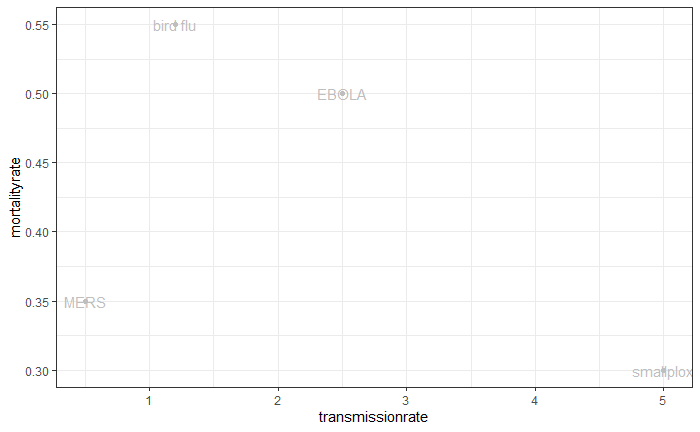 0.55
0.50
0.45
0.40
0.35
0.30
mortalityrate
bird flu
EBOLA
MERS
smallplox
1
2
3
4
5
transmissionrate